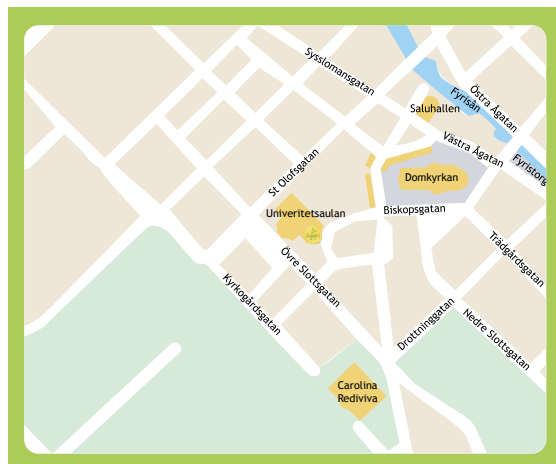 Sysslomansgatan
Fyrisån
Östra Ågatan
Saluhallen
Västra Ågatan
Fyristorg
St Olofsgatan
Domkyrkan
Univeritetsaulan
Biskopsgatan
Trädgårdsgatan
Övre Slottsgatan
Kyrkogårdsgatan
Drottninggatan
Nedre Slottsgatan
Carolina
Rediviva